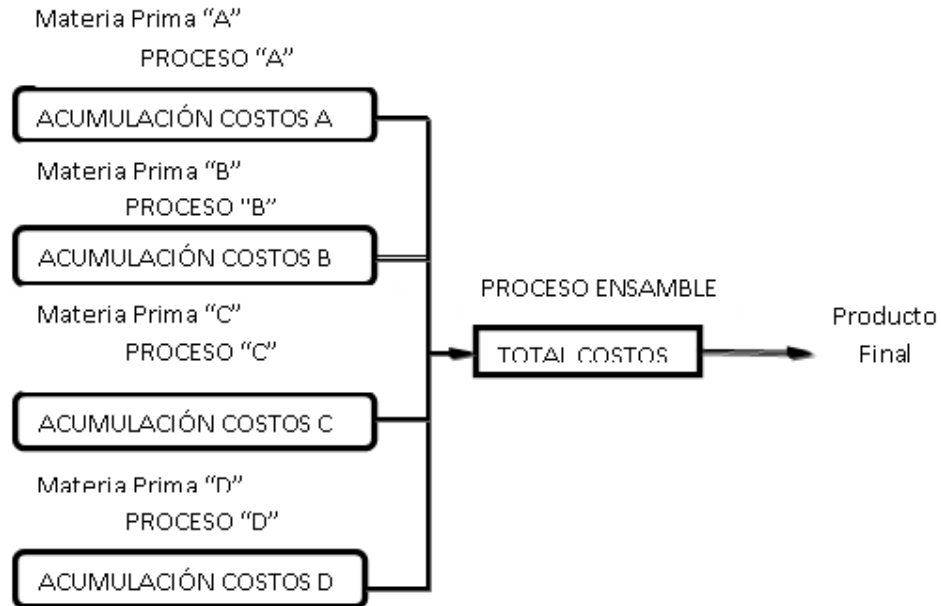 Materia Prima “A”
PROCESO “A”
ACUMULACIÓN COSTOS A
Materia Prima “B”
PROCESO “B”
ACUMULACIÓN COSTOS B
Materia Prima “C”
PROCESO “C”
ACUMULACIÓN COSTOS C
Materia Prima “D”
PROCESO “D”
ACUMULACIÓN COSTOS D
PROCESO ENSAMBLE
TOTAL COSTOS
Producto
Final